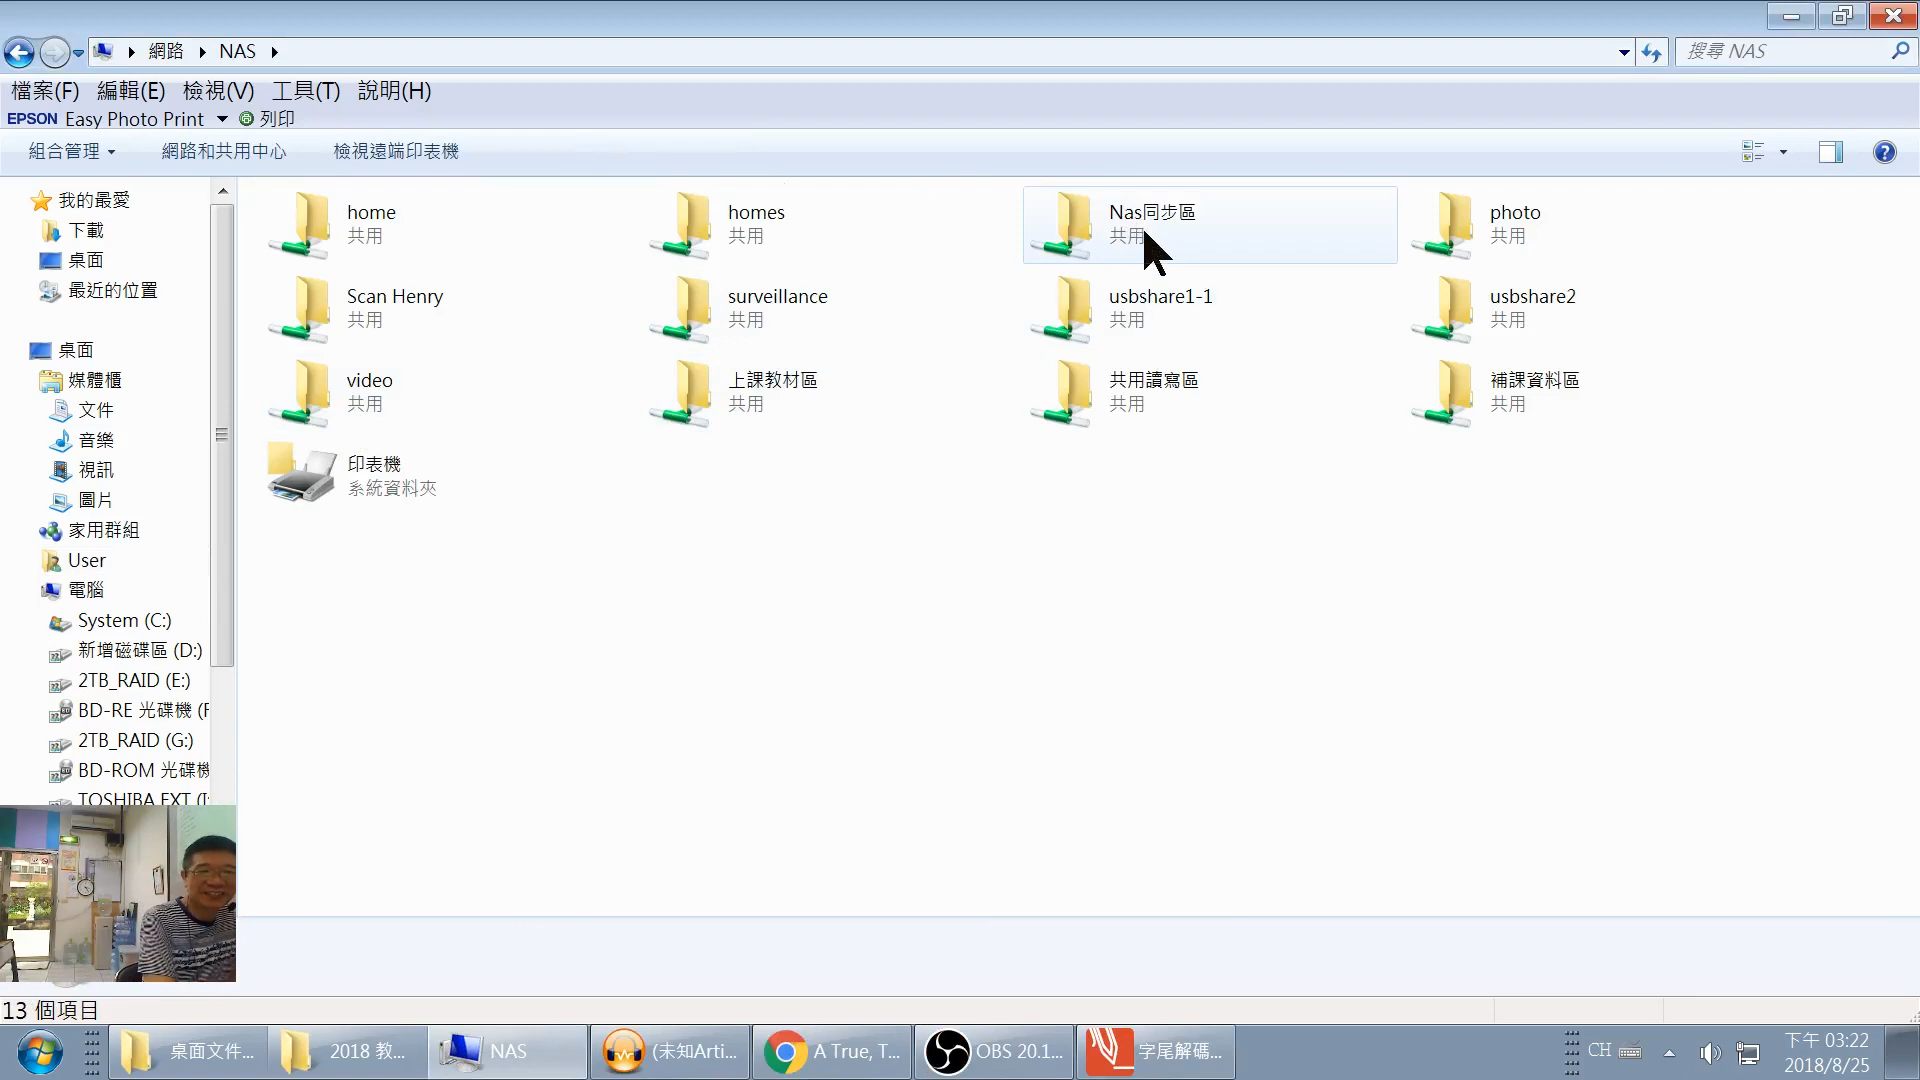 網路 NAS
搜尋 NAS
檔案(F) 編輯(E) 檢視(V) 工具(T) 說明(H)
EPSON Easy Photo Print 列印
組合管理 網路和共用中心 檢視遠端印表機
我的最愛
下載
桌面
最近的位置
桌面
媒體櫃
文件
音樂
視訊
圖片
家用群組
User
電腦
System (C:)
新增磁碟區 (D:)
2TB_RAID (E:)
BD-RE 光碟機 (F
2TB_RAID (G:)
BD-ROM 光碟機
TOSHIBA EXT (I:
home
共用
homes
共用
Nas同步區
共用
photo
共用
Scan Henry
共用
surveillance
共用
usbshare1-1
共用
usbshare2
共用
video
共用
上課教材區
共用
共用讀寫區
共用
補課資料區
共用
印表機
系統資料夾
13 個項目
桌面文件...
2018 教...
NAS
(未知Arti...
A True, T...
OBS 20.1...
字尾解碼...
CH
下午 03:22
2018/8/25